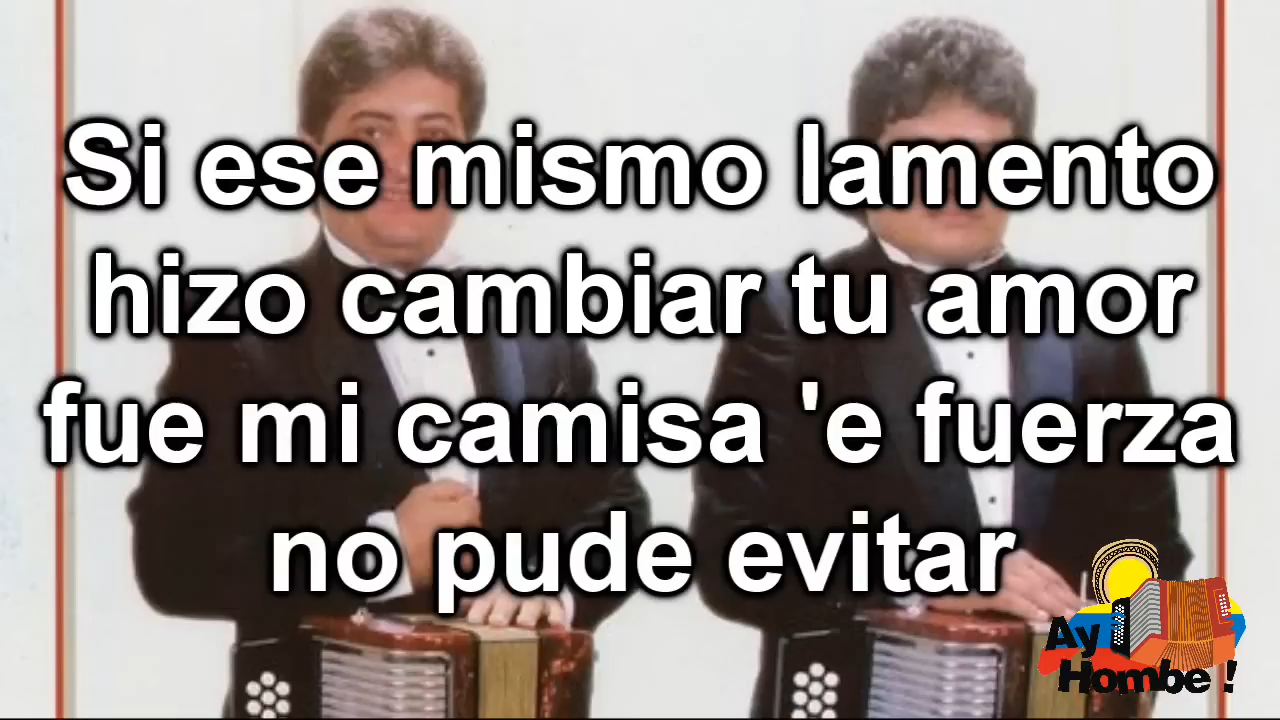 Si ese mismo lamento
hizo cambiar tu amor
fue mi camisa 'e fuerza
no pude evitar
Ay
Hombe !